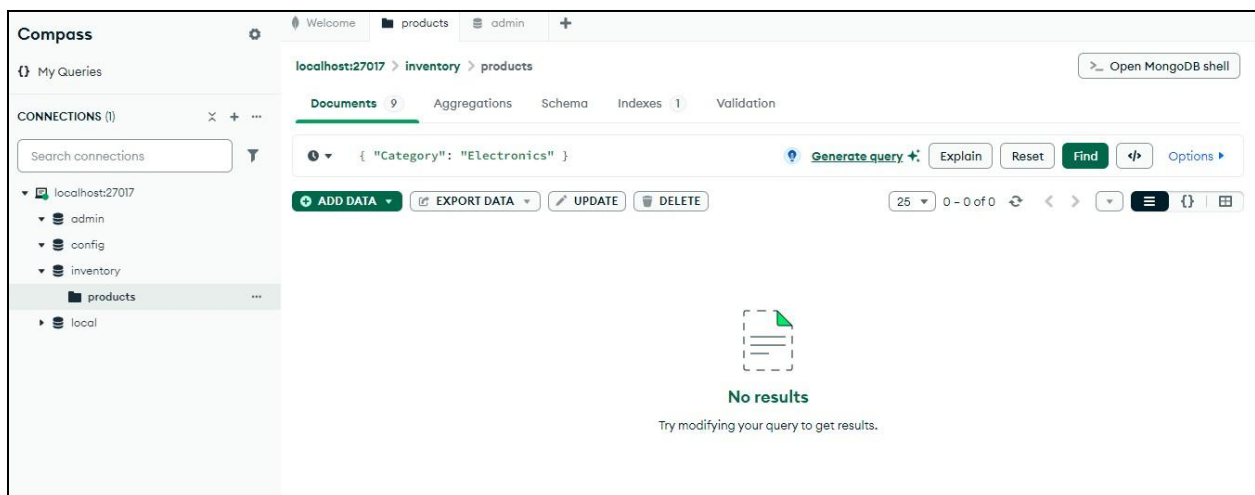 Compass
{} My Queries
CONNECTIONS (1)
Search connections
localhost:27017
admin
config
inventory
products
local
Welcome
products
admin
localhost:27017 > inventory > products
>_ Open MongoDB shell
Documents 9 Aggregations Schema Indexes 1 Validation
{ "Category": "Electronics" }
Generate query Explain Reset Find </> Options
ADD DATA EXPORT DATA UPDATE DELETE
25 0 – 0 of 0 {}
No results
Try modifying your query to get results.